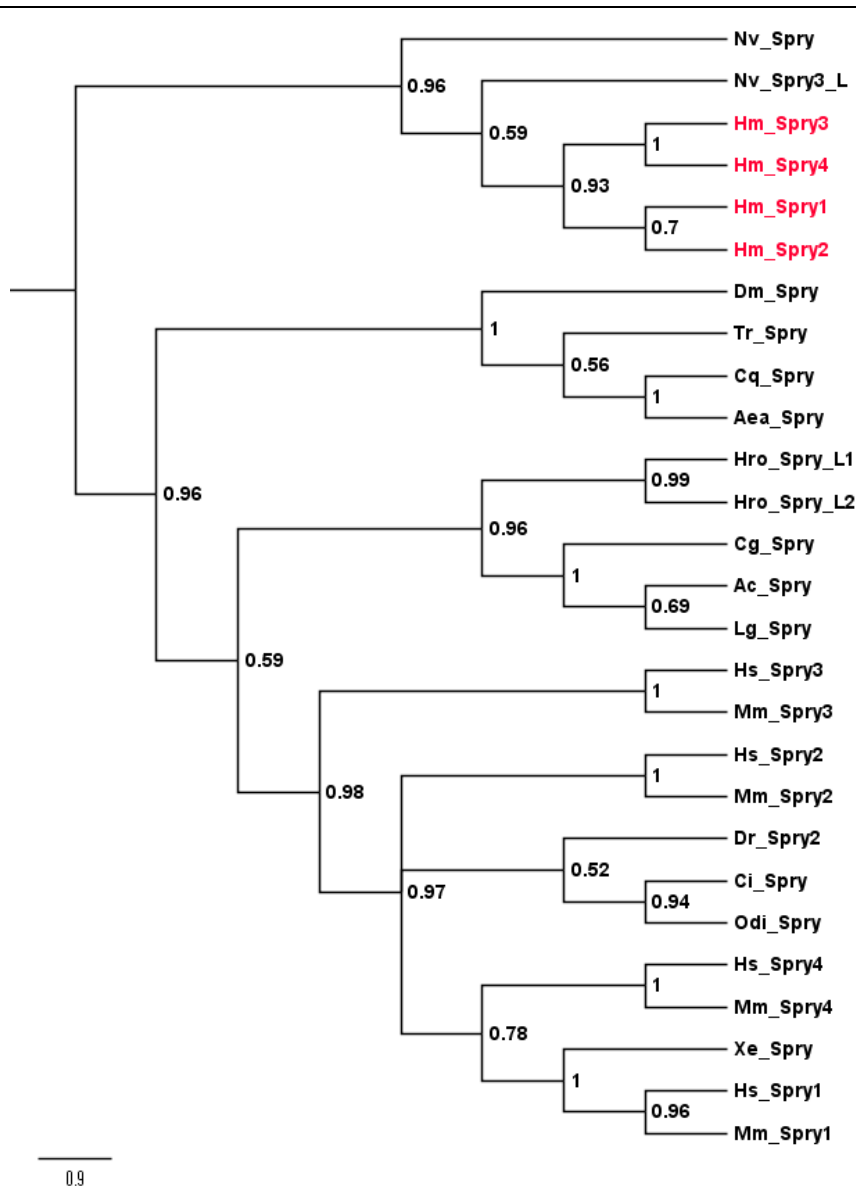 Nv_Spry
0.96
Nv_Spry3_L
0.59
Hm_Spry3
1
Hm_Spry4
0.93
Hm_Spry1
0.7
Hm_Spry2
Dm_Spry
1
Tr_Spry
0.56
Cq_Spry
1
Aea_Spry
0.96
Hro_Spry_L1
0.99
Hro_Spry_L2
0.96
Cg_Spry
1
Ac_Spry
0.69
Lg_Spry
0.59
Hs_Spry3
1
Mm_Spry3
0.98
Hs_Spry2
1
Mm_Spry2
Dr_Spry2
0.52
Ci_Spry
0.97
0.94
Odi_Spry
Hs_Spry4
1
Mm_Spry4
0.78
Xe_Spry
1
Hs_Spry1
0.96
Mm_Spry1
0.9